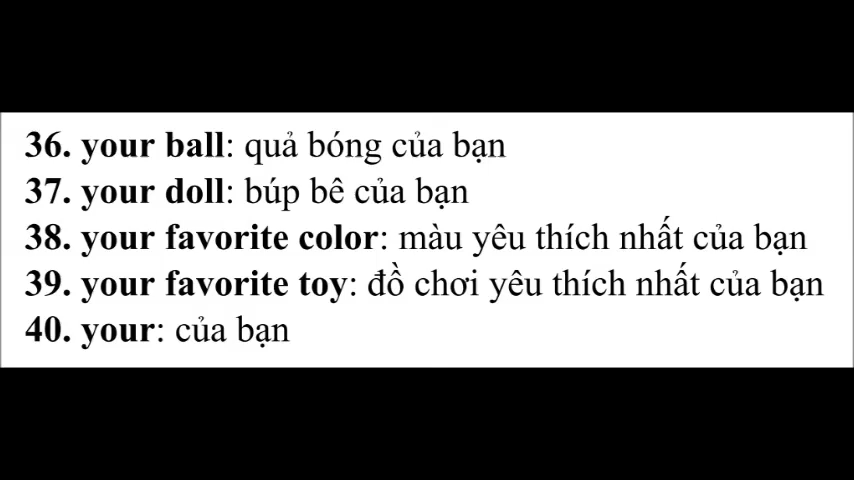 36. your ball: quả bóng của bạn
37. your doll: búp bê của bạn
38. your favorite color: màu yêu thích nhất của bạn
39. your favorite toy: đồ chơi yêu thích nhất của bạn
40. your: của bạn